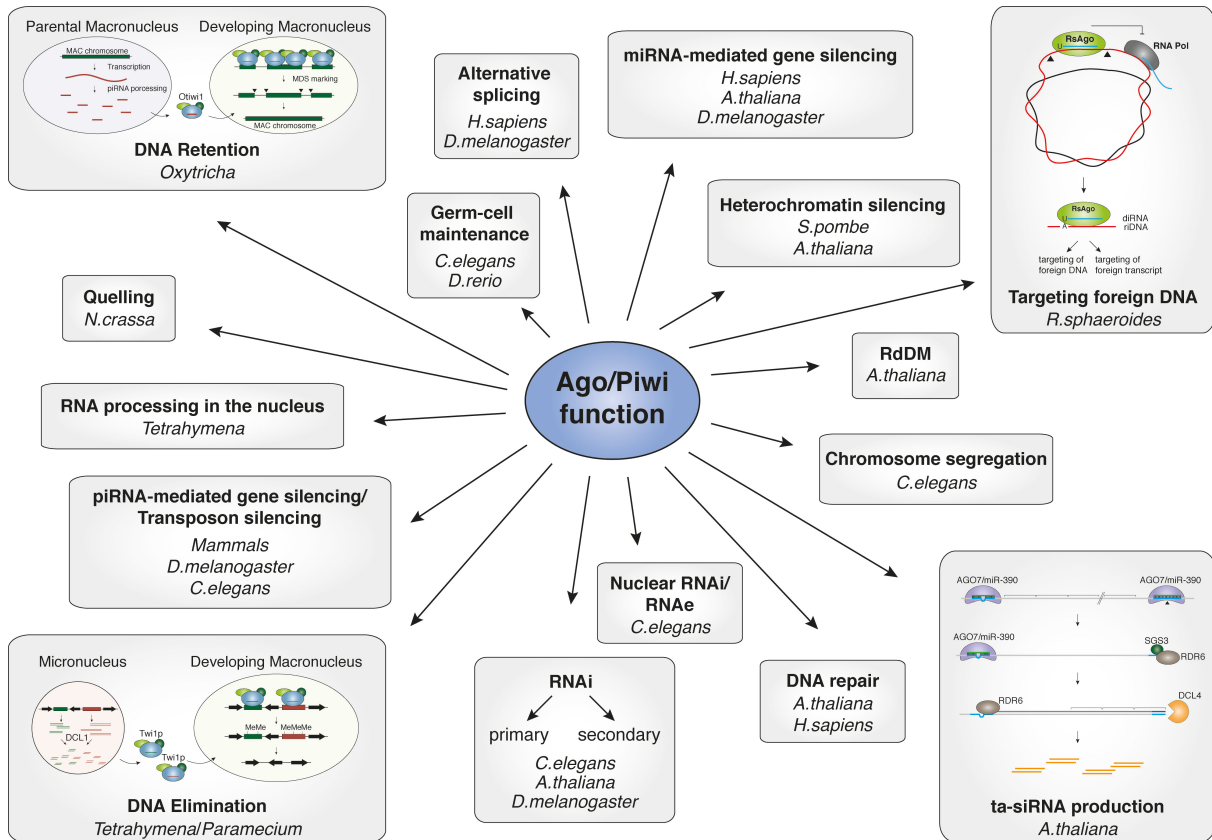 Parental Macronucleus
Developing Macronucleus
MAC chromosome
Transcription
piRNA porcessing
Otiwi1
MDS marking
MAC chromosome
DNA Retention
Oxytricha
Alternative
splicing
H.sapiens
D.melanogaster
miRNA-mediated gene silencing
H.sapiens
A.thaliana
D.melanogaster
RsAgo
U
RNA Pol
RsAgo
U
A
diRNA
riDNA
targeting of
foreign DNA
targeting of
foreign transcript
Targeting foreign DNA
R.sphaeroides
Germ-cell
maintenance
C.elegans
D.rerio
Heterochromatin silencing
S.pombe
A.thaliana
Quelling
N.crassa
Ago/Piwi
function
RdDM
A.thaliana
RNA processing in the nucleus
Tetrahymena
Chromosome segregation
C.elegans
piRNA-mediated gene silencing/
Transposon silencing
Mammals
D.melanogaster
C.elegans
Nuclear RNAi/
RNAe
C.elegans
AGO7/miR-390
AGO7/miR-390
AGO7/miR-390
SGS3
RDR6
RDR6
DCL4
ta-siRNA production
A.thaliana
Micronucleus
Developing Macronucleus
DCL1
Twi1p
Twi1p
MeMe
MeMeMe
DNA Elimination
Tetrahymena/Paramecium
RNAi
primary
secondary
C.elegans
A.thaliana
D.melanogaster
DNA repair
A.thaliana
H.sapiens